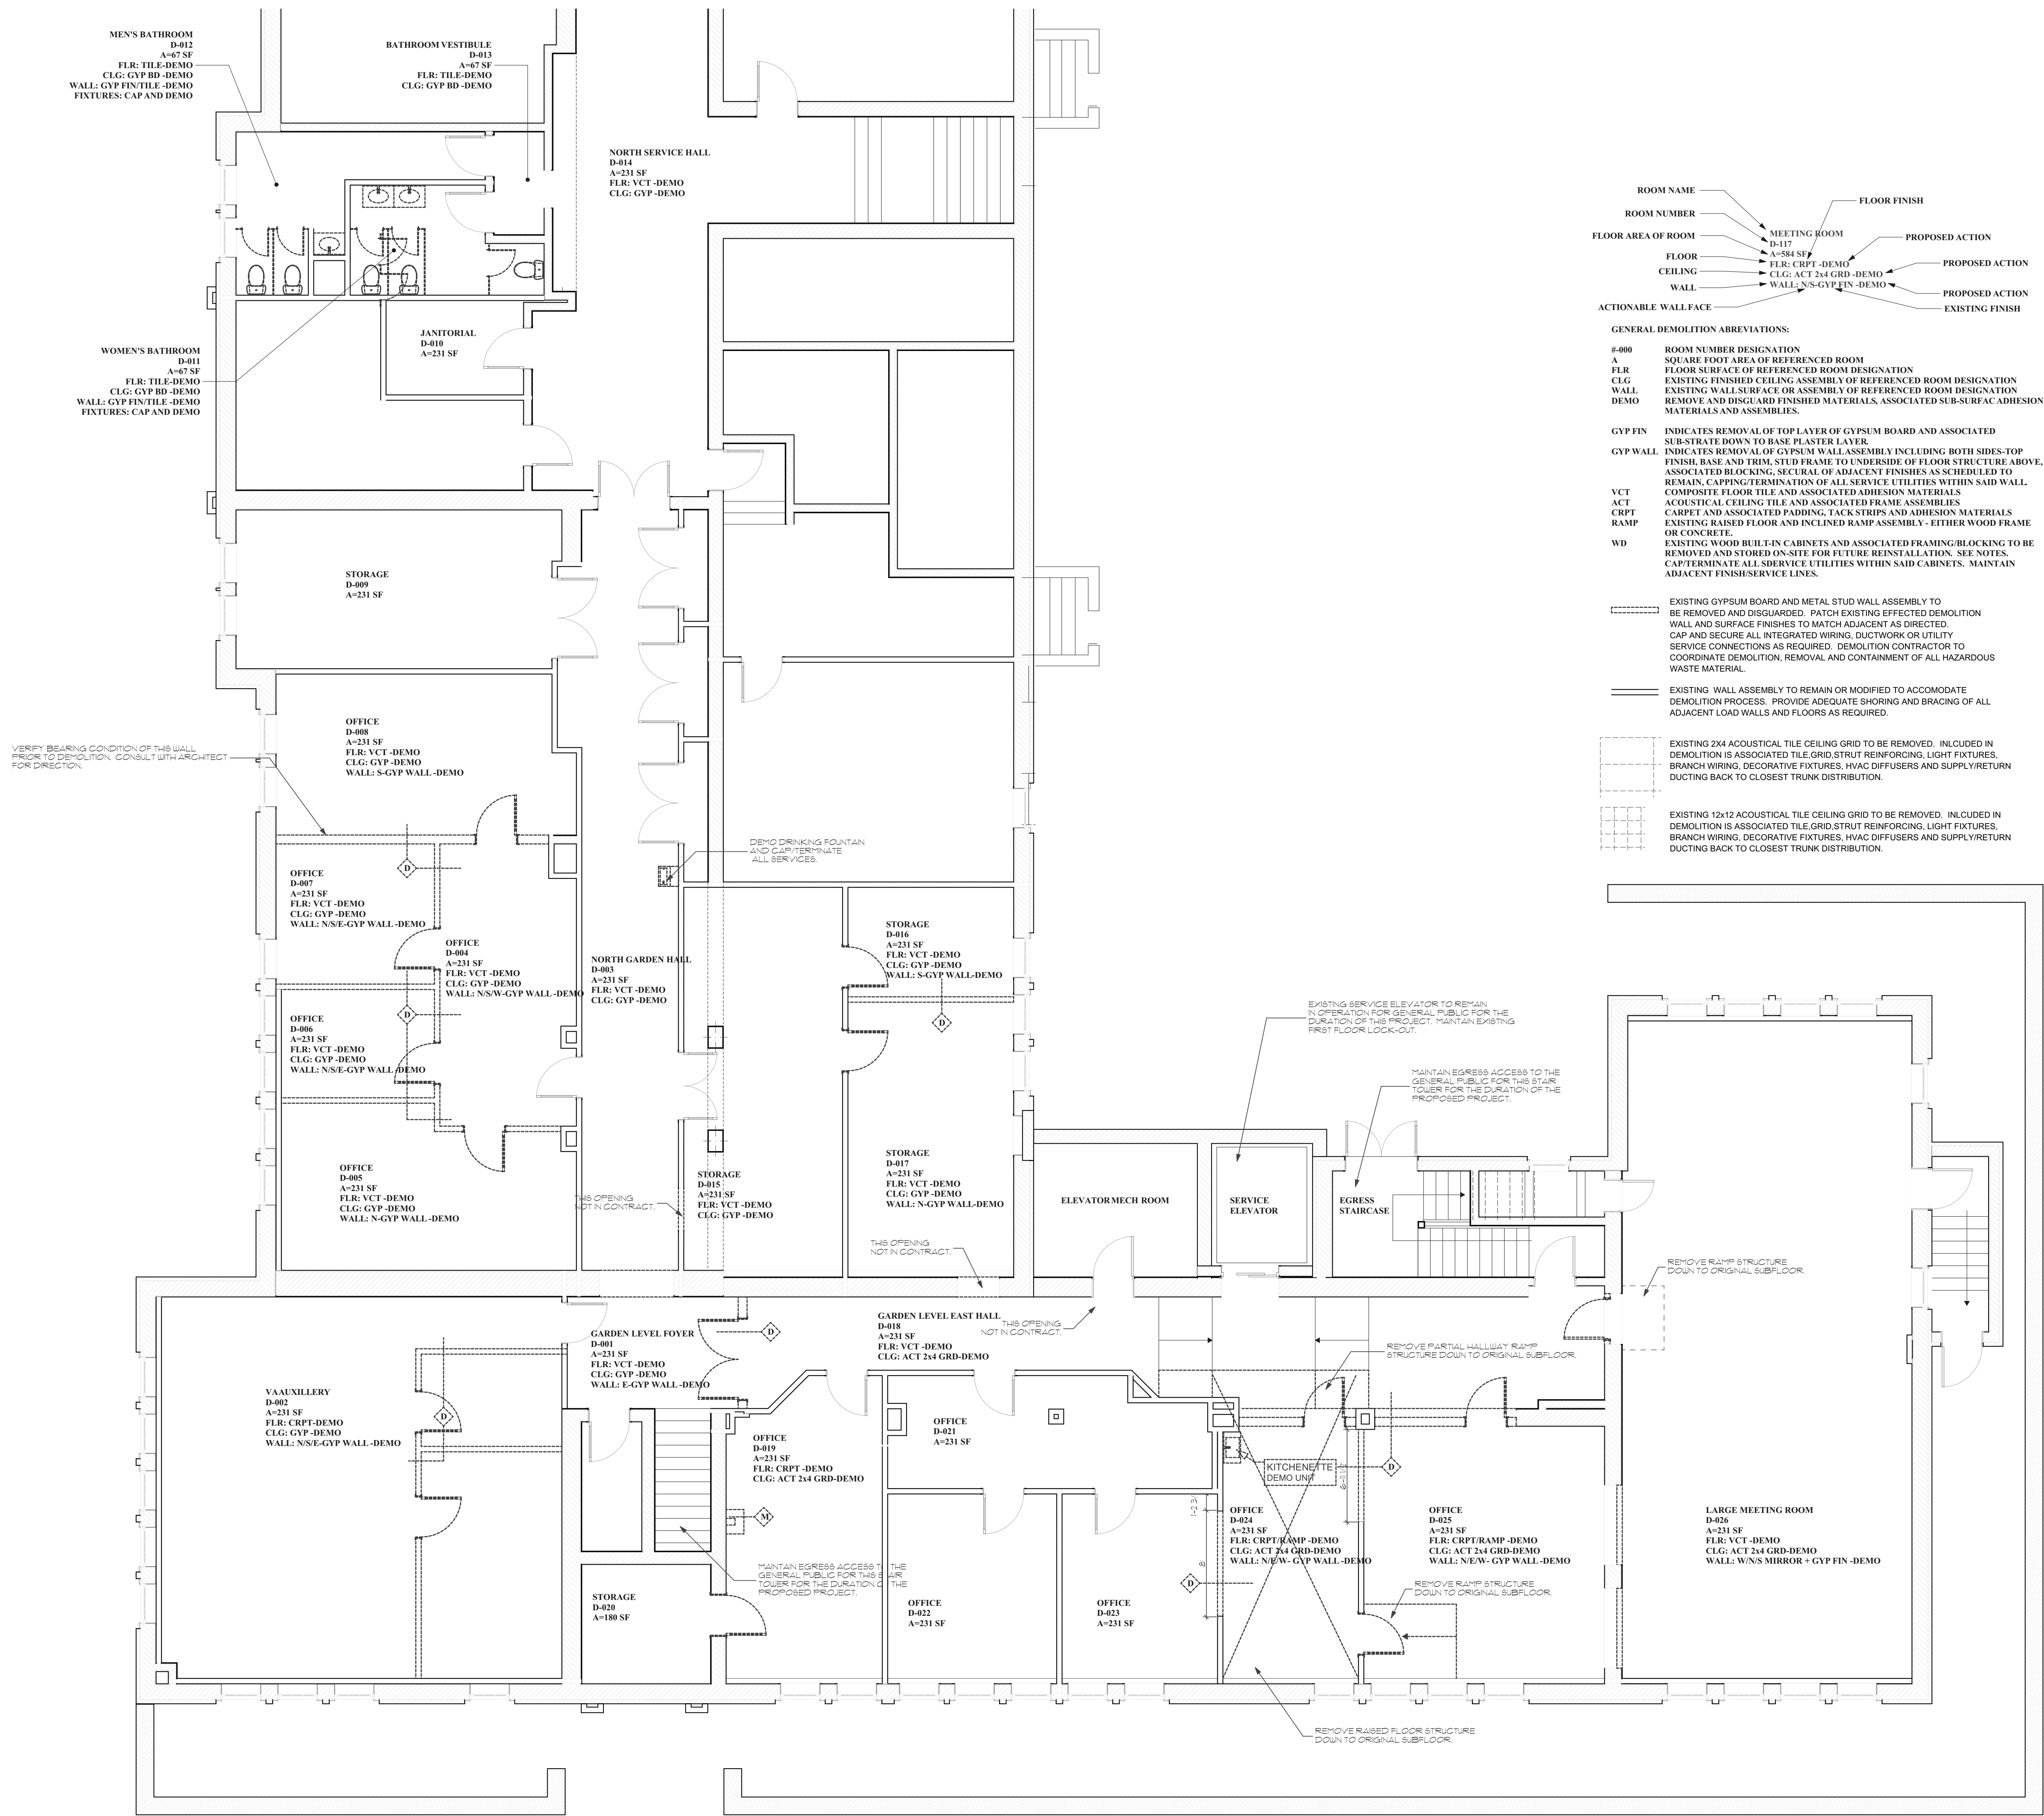 MEN'S BATHROOM
D-012
A=67 SF
FLR: TILE-DEMO
CLG: GYP BD -DEMO
WALL: GYP FIN/TILE -DEMO
FIXTURES: CAP AND DEMO
BATHROOM VESTIBULE
D-013
A=67 SF
FLR: TILE-DEMO
CLG: GYP BD -DEMO
NORTH SERVICE HALL
D-014
A=231 SF
FLR: VCT -DEMO
CLG: GYP -DEMO
JANITORIAL
D-010
A=231 SF
WOMEN'S BATHROOM
D-011
A=67 SF
FLR: TILE-DEMO
CLG: GYP BD -DEMO
WALL: GYP FIN/TILE -DEMO
FIXTURES: CAP AND DEMO
ROOM NAME
ROOM NUMBER
FLOOR AREA OF ROOM
FLOOR
CEILING
WALL
ACTIONABLE WALL FACE
MEETING ROOM
D-117
A=584 SF
FLR: CRPT -DEMO
CLG: ACT 2x4 GRD -DEMO
WALL: N/S-GYP FIN -DEMO
FLOOR FINISH
PROPOSED ACTION
PROPOSED ACTION
PROPOSED ACTION
EXISTING FINISH
GENERAL DEMOLITION ABREVIATIONS:
#-000 ROOM NUMBER DESIGNATION
A SQUARE FOOT AREA OF REFERENCED ROOM
FLR FLOOR SURFACE OF REFERENCED ROOM DESIGNATION
CLG EXISTING FINISHED CEILING ASSEMBLY OF REFERENCED ROOM DESIGNATION
WALL EXISTING WALL SURFACE OR ASSEMBLY OF REFERENCED ROOM DESIGNATION
DEMO REMOVE AND DISGUARD FINISHED MATERIALS, ASSOCIATED SUB-SURFAC ADHESION
MATERIALS AND ASSEMBLIES.
GYP FIN INDICATES REMOVAL OF TOP LAYER OF GYPSUM BOARD AND ASSOCIATED
SUB-STRATE DOWN TO BASE PLASTER LAYER.
GYP WALL INDICATES REMOVAL OF GYPSUM WALL ASSEMBLY INCLUDING BOTH SIDES-TOP
FINISH, BASE AND TRIM, STUD FRAME TO UNDERSIDE OF FLOOR STRUCTURE ABOVE,
ASSOCIATED BLOCKING, SECURAL OF ADJACENT FINISHES AS SCHEDULED TO
REMAIN, CAPPING/TERMINATION OF ALL SERVICE UTILITIES WITHIN SAID WALL.
VCT COMPOSITE FLOOR TILE AND ASSOCIATED ADHESION MATERIALS
ACT ACOUSTICAL CEILING TILE AND ASSOCIATED FRAME ASSEMBLIES
CRPT CARPET AND ASSOCIATED PADDING, TACK STRIPS AND ADHESION MATERIALS
RAMP EXISTING RAISED FLOOR AND INCLINED RAMP ASSEMBLY - EITHER WOOD FRAME
OR CONCRETE.
WD EXISTING WOOD BUILT-IN CABINETS AND ASSOCIATED FRAMING/BLOCKING TO BE
REMOVED AND STORED ON-SITE FOR FUTURE REINSTALLATION. SEE NOTES.
CAP/TERMINATE ALL SDERVICE UTILITIES WITHIN SAID CABINETS. MAINTAIN
ADJACENT FINISH/SERVICE LINES.
EXISTING GYPSUM BOARD AND METAL STUD WALL ASSEMBLY TO
BE REMOVED AND DISGUARDED. PATCH EXISTING EFFECTED DEMOLITION
WALL AND SURFACE FINISHES TO MATCH ADJACENT AS DIRECTED.
CAP AND SECURE ALL INTEGRATED WIRING, DUCTWORK OR UTILITY
SERVICE CONNECTIONS AS REQUIRED. DEMOLITION CONTRACTOR TO
COORDINATE DEMOLITION, REMOVAL AND CONTAINMENT OF ALL HAZARDOUS
WASTE MATERIAL.
EXISTING WALL ASSEMBLY TO REMAIN OR MODIFIED TO ACCOMODATE
DEMOLITION PROCESS. PROVIDE ADEQUATE SHORING AND BRACING OF ALL
ADJACENT LOAD WALLS AND FLOORS AS REQUIRED.
EXISTING 2X4 ACOUSTICAL TILE CEILING GRID TO BE REMOVED. INLCUDED IN
DEMOLITION IS ASSOCIATED TILE,GRID,STRUT REINFORCING, LIGHT FIXTURES,
BRANCH WIRING, DECORATIVE FIXTURES, HVAC DIFFUSERS AND SUPPLY/RETURN
DUCTING BACK TO CLOSEST TRUNK DISTRIBUTION.
EXISTING 12x12 ACOUSTICAL TILE CEILING GRID TO BE REMOVED. INLCUDED IN
DEMOLITION IS ASSOCIATED TILE,GRID,STRUT REINFORCING, LIGHT FIXTURES,
BRANCH WIRING, DECORATIVE FIXTURES, HVAC DIFFUSERS AND SUPPLY/RETURN
DUCTING BACK TO CLOSEST TRUNK DISTRIBUTION.
STORAGE
D-009
A=231 SF
OFFICE
D-008
A=231 SF
FLR: VCT -DEMO
CLG: GYP -DEMO
WALL: S-GYP WALL -DEMO
VERIFY BEARING CONDITION OF THIS WALL
PRIOR TO DEMOLITION. CONSULT WITH ARCHITECT
FOR DIRECTION.
DEMO DRINKING FOUNTAIN
AND CAP/TERMINATE
ALL SERVICES.
D
OFFICE
D-007
A=231 SF
FLR: VCT -DEMO
CLG: GYP -DEMO
WALL: N/S/E-GYP WALL -DEMO
OFFICE
D-004
A=231 SF
FLR: VCT -DEMO
CLG: GYP -DEMO
WALL: N/S/W-GYP WALL -DEMO
NORTH GARDEN HALL
D-003
A=231 SF
FLR: VCT -DEMO
CLG: GYP -DEMO
STORAGE
D-016
A=231 SF
FLR: VCT -DEMO
CLG: GYP -DEMO
WALL: S-GYP WALL-DEMO
D
D
OFFICE
D-006
A=231 SF
FLR: VCT -DEMO
CLG: GYP -DEMO
WALL: N/S/E-GYP WALL -DEMO
EXISTING SERVICE ELEVATOR TO REMAIN
IN OPERATION FOR GENERAL PUBLIC FOR THE
DURATION OF THIS PROJECT. MAINTAIN EXISTING
FIRST FLOOR LOCK-OUT.
MAINTAIN EGRESS ACCESS TO THE
GENERAL PUBLIC FOR THIS STAIR
TOWER FOR THE DURATION OF THE
PROPOSED PROJECT.
OFFICE
D-005
A=231 SF
FLR: VCT -DEMO
CLG: GYP -DEMO
WALL: N-GYP WALL -DEMO
THIS OPENING
NOT IN CONTRACT.
STORAGE
D-015
A=231 SF
FLR: VCT -DEMO
CLG: GYP -DEMO
STORAGE
D-017
A=231 SF
FLR: VCT -DEMO
CLG: GYP -DEMO
WALL: N-GYP WALL-DEMO
ELEVATOR MECH ROOM
SERVICE
ELEVATOR
EGRESS
STAIRCASE
THIS OPENING
NOT IN CONTRACT.
REMOVE RAMP STRUCTURE
DOWN TO ORIGINAL SUBFLOOR.
GARDEN LEVEL FOYER
D-001
A=231 SF
FLR: VCT -DEMO
CLG: GYP -DEMO
WALL: E-GYP WALL -DEMO
D
GARDEN LEVEL EAST HALL
D-018
A=231 SF
FLR: VCT -DEMO
CLG: ACT 2x4 GRD-DEMO
THIS OPENING
NOT IN CONTRACT.
REMOVE PARTIAL HALLWAY RAMP
STRUCTURE DOWN TO ORIGINAL SUBFLOOR.
VA AUXILLERY
D-002
A=231 SF
FLR: CRPT-DEMO
CLG: GYP -DEMO
WALL: N/S/E-GYP WALL -DEMO
D
OFFICE
D-019
A=231 SF
FLR: CRPT -DEMO
CLG: ACT 2x4 GRD-DEMO
OFFICE
D-021
A=231 SF
KITCHENETTE
DEMO UNIT
D
M
OFFICE
D-024
A=231 SF
FLR: CRPT/RAMP -DEMO
CLG: ACT 2x4 GRD-DEMO
WALL: N/E/W- GYP WALL -DEMO
OFFICE
D-025
A=231 SF
FLR: CRPT/RAMP -DEMO
CLG: ACT 2x4 GRD-DEMO
WALL: N/E/W- GYP WALL -DEMO
LARGE MEETING ROOM
D-026
A=231 SF
FLR: VCT -DEMO
CLG: ACT 2x4 GRD-DEMO
WALL: W/N/S MIRROR + GYP FIN -DEMO
MAINTAIN EGRESS ACCESS TO THE
GENERAL PUBLIC FOR THIS STAIR
TOWER FOR THE DURATION OF THE
PROPOSED PROJECT.
8
D
REMOVE RAMP STRUCTURE
DOWN TO ORIGINAL SUBFLOOR.
STORAGE
D-020
A=180 SF
OFFICE
D-022
A=231 SF
OFFICE
D-023
A=231 SF
REMOVE RAISED FLOOR STRUCTURE
DOWN TO ORIGINAL SUBFLOOR.